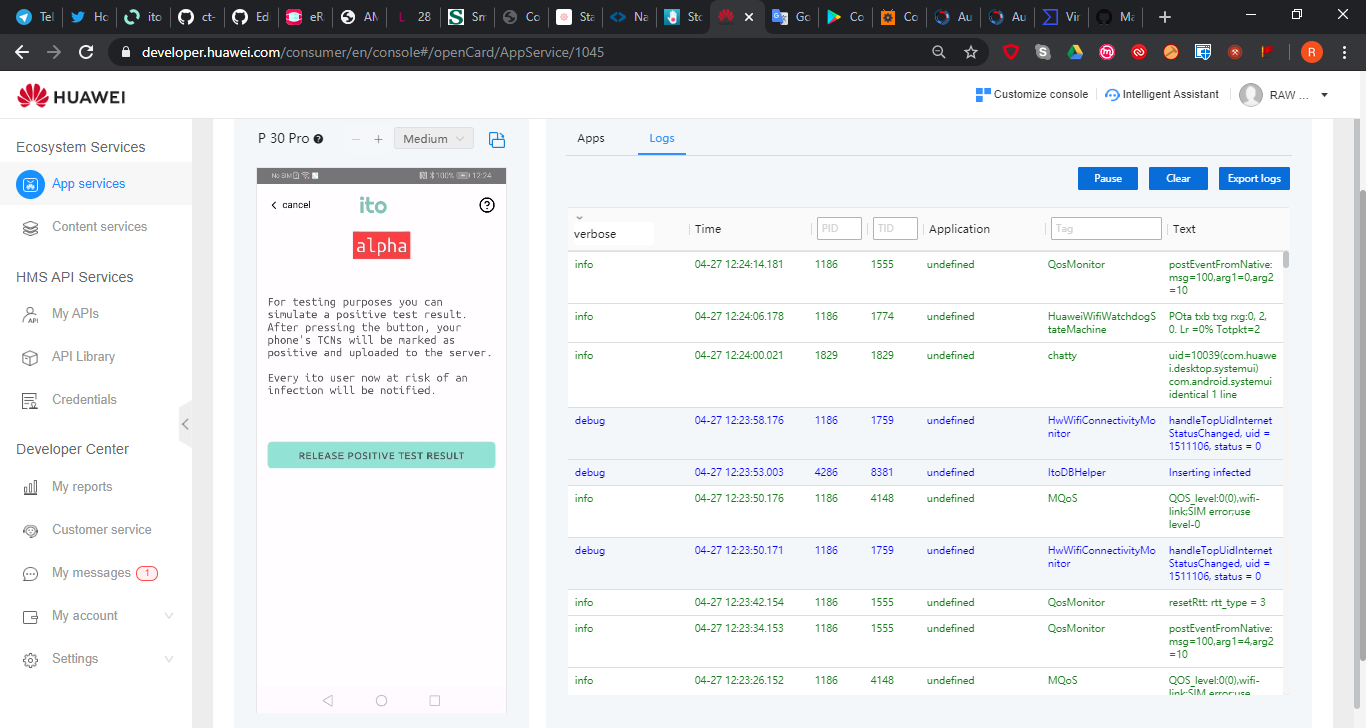 Tel
Ho
ito
ct-
Ed
eR
AN
L 28
Sm
Co
Sta
Na
Sto
Go
Co
Co
Au
Au
Vir
Ma
developer.huawei.com/consumer/en/console#/openCard/AppService/1045
R
HUAWEI
Customize console
Intelligent Assistant
RAW ...
Ecosystem Services
App services
Content services
HMS API Services
My APIs
API Library
Credentials
Developer Center
My reports
Customer service
My messages 1
My account
Settings
P 30 Pro
Medium
No SIM
100% 12:24
cancel
ito
alpha
For testing purposes you can
simulate a positive test result.
After pressing the button, your
phone's TCNs will be marked as
positive and uploaded to the server.
Every ito user now at risk of an
infection will be notified.
RELEASE POSITIVE TEST RESULT
Apps
Logs
Pause
Clear
Export logs
verbose
Time
PID
TID
Application
Tag
Text
info 04-27 12:24:14.181 1186 1555 undefined QosMonitor postEventFromNative:
msg=100,arg1=0,arg2
=10
info 04-27 12:24:06.178 1186 1774 undefined HuaweiWifiWatchdogS POta txb txg rxg:0, 2,
tateMachine 0. Lr =0% Totpkt=2
info 04-27 12:24:00.021 1829 1829 undefined chatty uid=10039(com.huawe
i.desktop.systemui)
com.android.systemui
identical 1 line
debug 04-27 12:23:58.176 1186 1759 undefined HwWifiConnectivityMo handleTopUidInternet
nitor StatusChanged, uid =
1511106, status = 0
debug 04-27 12:23:53.003 4286 8381 undefined ItoDBHelper Inserting infected
info 04-27 12:23:50.176 1186 4148 undefined MQoS QOS_level:0(0),wifi-
link;SIM error;use
level-0
debug 04-27 12:23:50.171 1186 1759 undefined HwWifiConnectivityMo handleTopUidInternet
nitor StatusChanged, uid =
1511106, status = 0
info 04-27 12:23:42.154 1186 1555 undefined QosMonitor resetRtt: rtt_type = 3
info 04-27 12:23:34.153 1186 1555 undefined QosMonitor postEventFromNative:
msg=100,arg1=4,arg2
=10
info 04-27 12:23:26.152 1186 4148 undefined MQoS QOS_level:0(0),wifi-
link;SIM error;use